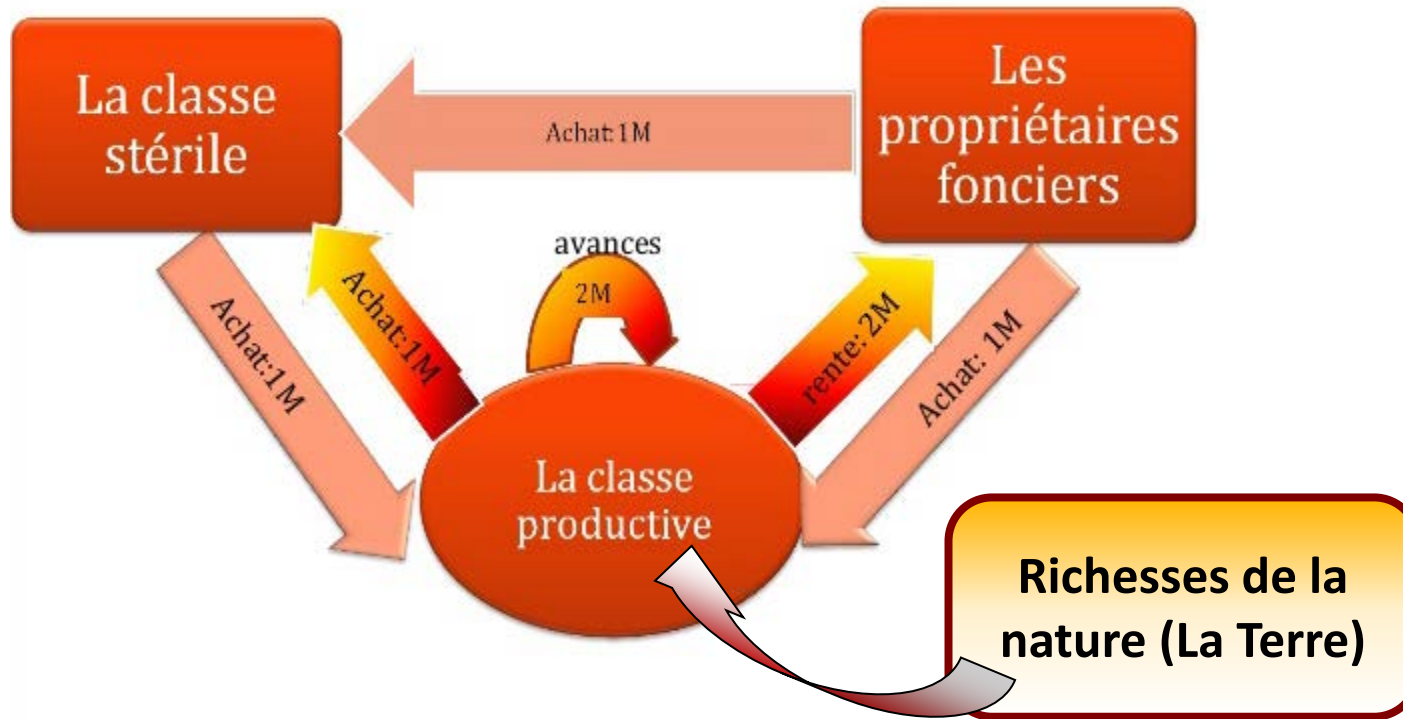 La classe
stérile
Les
propriétaires
fonciers
Achat: 1M
avances
2M
Achat:1M
Achat:1M
rente: 2M
Achat: 1M
La classe
productive
Richesses de la
nature (La Terre)